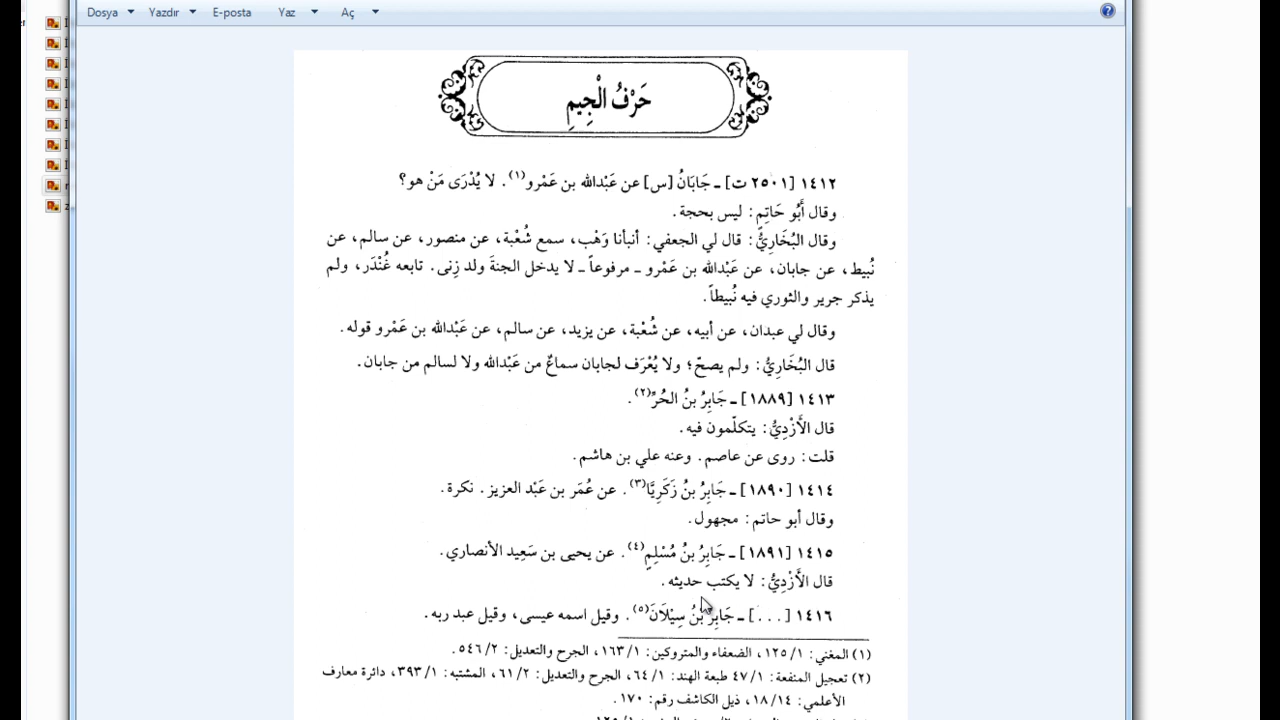 Dosya Yazdır E-posta Yaz Aç
حَرْفُ الْجِيمِ
١٤١٢ [٢٥٠١ ت] ـ جَابَانُ [س] عن عَبْدالله بن عَمْرو(١). لا يُدْرَى مَنْ هو؟
وقال أَبُو حَاتِمٍ: ليس بحجة.
وقال البُخَارِيُّ: قال لي الجعفي: أنبأنا وَهْب، سمع شُعْبة، عن منصور، عن سالم، عن
نُبيط، عن جابان، عن عَبْدالله بن عَمْرو ـ مرفوعاً ـ لا يدخل الجنةَ ولد زِنى. تابعه غُنْدَر، ولم
يذكر جرير والثوري فيه نُبيطاً.
وقال لي عبدان، عن أبيه، عن شُعْبة، عن يزيد، عن سالم، عن عَبْدالله بن عَمْرو قوله.
قال البُخَارِيُّ: ولم يصحّ؛ ولا يُعْرَف لجابان سماعٌ من عَبْدالله ولا لسالم من جابان.
١٤١٣ [١٨٨٩] ـ جَابِرُ بنُ الحُرِّ(٢).
قال الأَزْدِيُّ: يتكلّمون فيه.
قلت: روى عن عاصم. وعنه علي بن هاشم.
١٤١٤ [١٨٩٠] ـ جَابِرُ بنُ زَكَرِيَّا(٣). عن عُمَر بن عَبْد العزيز. نكرة.
وقال أبو حاتم: مجهول.
١٤١٥ [١٨٩١] ـ جَابِرُ بنُ مُسْلِمٍ(٤). عن يحيى بن سَعِيد الأنصاري.
قال الأَزْدِيُّ: لا يكتب حديثه.
١٤١٦ [...] ـ جَابِرُ بنُ سِيْلَانَ(٥). وقيل اسمه عيسى، وقيل عبد ربه.
(١) المغني: ١/ ١٢٥، الضعفاء والمتروكين: ١/ ١٦٣، الجرح والتعديل: ٢/ ٥٤٦.
(٢) تعجيل المنفعة: ١/ ٤٧ طبعة الهند: ١/ ٦٤، الجرح والتعديل: ٢/ ٦١، المشتبه: ١/ ٣٩٣، دائرة معارف
الأعلمي: ١٤/ ١٨، ذيل الكاشف رقم: ١٧٠.